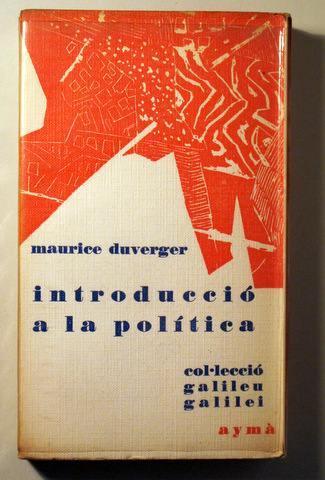 maurice duverger
introducció
a la política
col·lecció
galileu
galilei
aymà